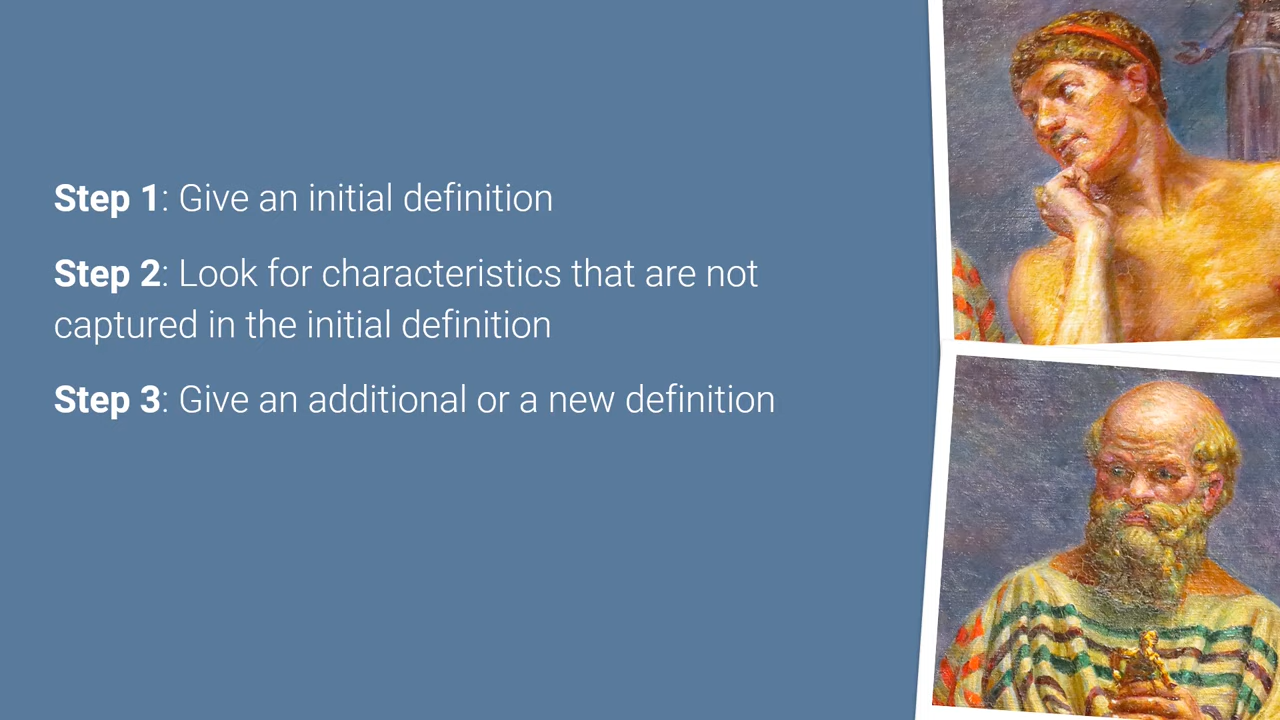 Step 1: Give an initial definition
Step 2: Look for characteristics that are not
captured in the initial definition
Step 3: Give an additional or a new definition